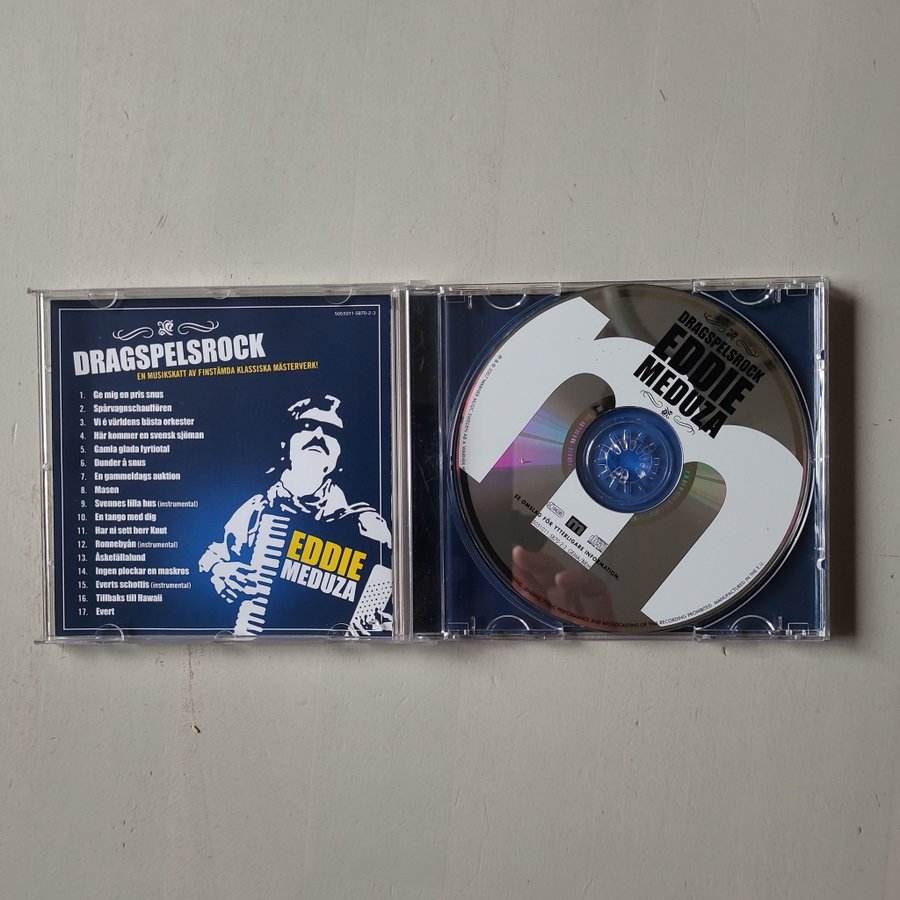 5051011-5870-2-3
DRAGSPELSROCK
EN MUSIKSKATT AV FINSTÄMDA KLASSISKA MÄSTERVERK!
1. Ge mig en pris snus
2. Spårvagnschauffören
3. Vi é världens bästa orkester
4. Här kommer en svensk sjöman
5. Gamla glada fyrtiotal
6. Dunder å snus
7. En gammeldags auktion
8. Masen
9. Svennes lilla hus (instrumental)
10. En tango med dig
11. Har ni sett herr Knut
12. Ronnebyån (instrumental)
13. Åskefällalund
14. Ingen plockar en maskros
15. Everts schottis (instrumental)
16. Tillbaks till Hawaii
17. Evert
EDDIE
MEDUZA
DRAGSPELSROCK
EDDIE
MEDUZA
m
SE OMSLAG FÖR YTTERLIGARE INFORMATION.
PUBLIC PERFORMANCE AND BROADCASTING OF THIS RECORDING PROHIBITED. MANUFACTURED IN THE E.U.